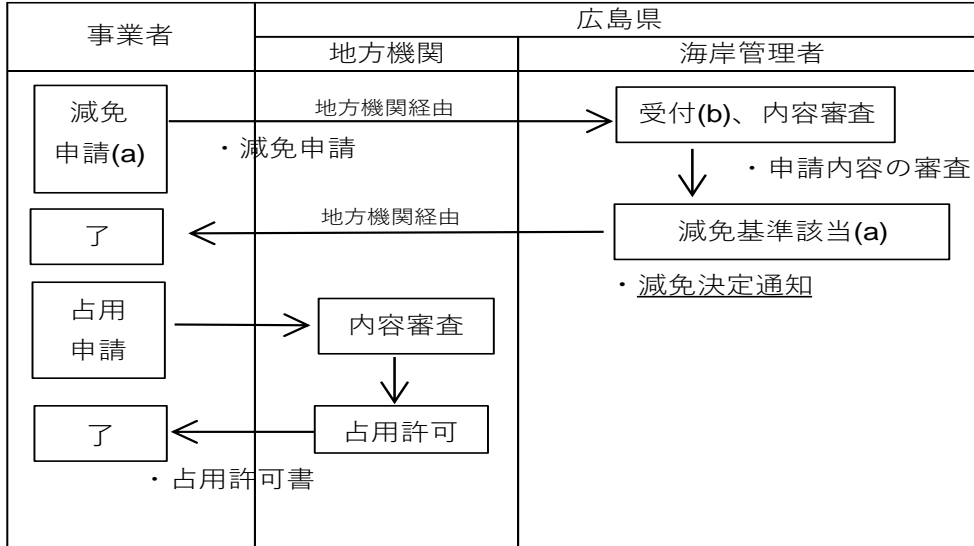 事業者
広島県
地方機関
海岸管理者
減免
申請(a)
地方機関経由
・減免申請
受付(b)、内容審査
・申請内容の審査
了
地方機関経由
減免基準該当(a)
・減免決定通知
占用
申請
内容審査
了
占用許可
・占用許可書